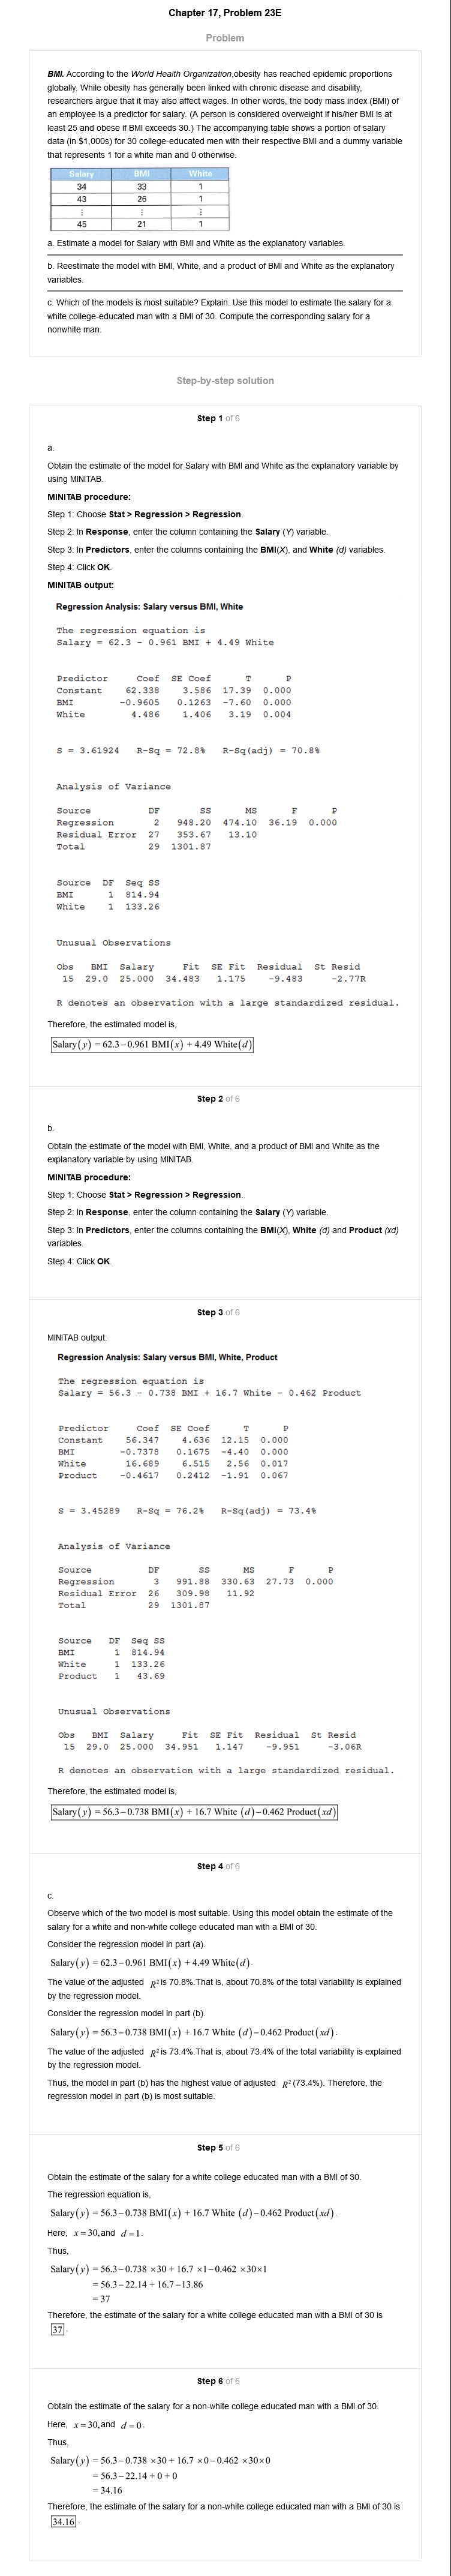 Chapter 17, Problem 23E
Problem
BMI. According to the World Health Organization,obesity has reached epidemic proportions
globally. While obesity has generally been linked with chronic disease and disability,
researchers argue that it may also affect wages. In other words, the body mass index (BMI) of
an employee is a predictor for salary. (A person is considered overweight if his/her BMI is at
least 25 and obese if BMI exceeds 30.) The accompanying table shows a portion of salary
data (in $1,000s) for 30 college-educated men with their respective BMI and a dummy variable
that represents 1 for a white man and 0 otherwise.
Salary BMI White
34 33 1
43 26 1
⋮ ⋮ ⋮
45 21 1
a. Estimate a model for Salary with BMI and White as the explanatory variables.
b. Reestimate the model with BMI, White, and a product of BMI and White as the explanatory
variables.
c. Which of the models is most suitable? Explain. Use this model to estimate the salary for a
white college-educated man with a BMI of 30. Compute the corresponding salary for a
nonwhite man.
Step-by-step solution
Step 1 of 6
a.
Obtain the estimate of the model for Salary with BMI and White as the explanatory variable by
using MINITAB.
MINITAB procedure:
Step 1: Choose Stat > Regression > Regression.
Step 2: In Response, enter the column containing the Salary (Y) variable.
Step 3: In Predictors, enter the columns containing the BMI(X), and White (d) variables.
Step 4: Click OK.
MINITAB output:
Regression Analysis: Salary versus BMI, White
The regression equation is
Salary = 62.3 - 0.961 BMI + 4.49 White
Predictor Coef SE Coef T P
Constant 62.338 3.586 17.39 0.000
BMI -0.9605 0.1263 -7.60 0.000
White 4.486 1.406 3.19 0.004
S = 3.61924 R-Sq = 72.8% R-Sq(adj) = 70.8%
Analysis of Variance
Source DF SS MS F P
Regression 2 948.20 474.10 36.19 0.000
Residual Error 27 353.67 13.10
Total 29 1301.87
Source DF Seq SS
BMI 1 814.94
White 1 133.26
Unusual Observations
Obs BMI Salary Fit SE Fit Residual St Resid
15 29.0 25.000 34.483 1.175 -9.483 -2.77R
R denotes an observation with a large standardized residual.
Therefore, the estimated model is,
Salary(y) = 62.3 – 0.961 BMI(x) + 4.49 White(d)
Step 2 of 6
b.
Obtain the estimate of the model with BMI, White, and a product of BMI and White as the
explanatory variable by using MINITAB.
MINITAB procedure:
Step 1: Choose Stat > Regression > Regression.
Step 2: In Response, enter the column containing the Salary (Y) variable.
Step 3: In Predictors, enter the columns containing the BMI(X), White (d) and Product (xd)
variables.
Step 4: Click OK.
Step 3 of 6
MINITAB output:
Regression Analysis: Salary versus BMI, White, Product
The regression equation is
Salary = 56.3 - 0.738 BMI + 16.7 White - 0.462 Product
Predictor Coef SE Coef T P
Constant 56.347 4.636 12.15 0.000
BMI -0.7378 0.1675 -4.40 0.000
White 16.689 6.515 2.56 0.017
Product -0.4617 0.2412 -1.91 0.067
S = 3.45289 R-Sq = 76.2% R-Sq(adj) = 73.4%
Analysis of Variance
Source DF SS MS F P
Regression 3 991.88 330.63 27.73 0.000
Residual Error 26 309.98 11.92
Total 29 1301.87
Source DF Seq SS
BMI 1 814.94
White 1 133.26
Product 1 43.69
Unusual Observations
Obs BMI Salary Fit SE Fit Residual St Resid
15 29.0 25.000 34.951 1.147 -9.951 -3.06R
R denotes an observation with a large standardized residual.
Therefore, the estimated model is,
Salary(y) = 56.3 – 0.738 BMI(x) + 16.7 White (d) – 0.462 Product(xd)
Step 4 of 6
c.
Observe which of the two model is most suitable. Using this model obtain the estimate of the
salary for a white and non-white college educated man with a BMI of 30.
Consider the regression model in part (a).
Salary(y) = 62.3 – 0.961 BMI(x) + 4.49 White(d).
The value of the adjusted R² is 70.8%.That is, about 70.8% of the total variability is explained
by the regression model.
Consider the regression model in part (b).
Salary(y) = 56.3 – 0.738 BMI(x) + 16.7 White (d) – 0.462 Product(xd).
The value of the adjusted R² is 73.4%.That is, about 73.4% of the total variability is explained
by the regression model.
Thus, the model in part (b) has the highest value of adjusted R² (73.4%). Therefore, the
regression model in part (b) is most suitable.
Step 5 of 6
Obtain the estimate of the salary for a white college educated man with a BMI of 30.
The regression equation is,
Salary(y) = 56.3 – 0.738 BMI(x) + 16.7 White (d) – 0.462 Product(xd).
Here, x = 30, and d = 1.
Thus,
Salary(y) = 56.3 – 0.738 ×30 + 16.7 ×1 – 0.462 ×30×1
= 56.3 – 22.14 + 16.7 – 13.86
= 37
Therefore, the estimate of the salary for a white college educated man with a BMI of 30 is
37.
Step 6 of 6
Obtain the estimate of the salary for a non-white college educated man with a BMI of 30.
Here, x = 30, and d = 0.
Thus,
Salary(y) = 56.3 – 0.738 ×30 + 16.7 ×0 – 0.462 ×30×0
= 56.3 – 22.14 + 0 + 0
= 34.16
Therefore, the estimate of the salary for a non-white college educated man with a BMI of 30 is
34.16.